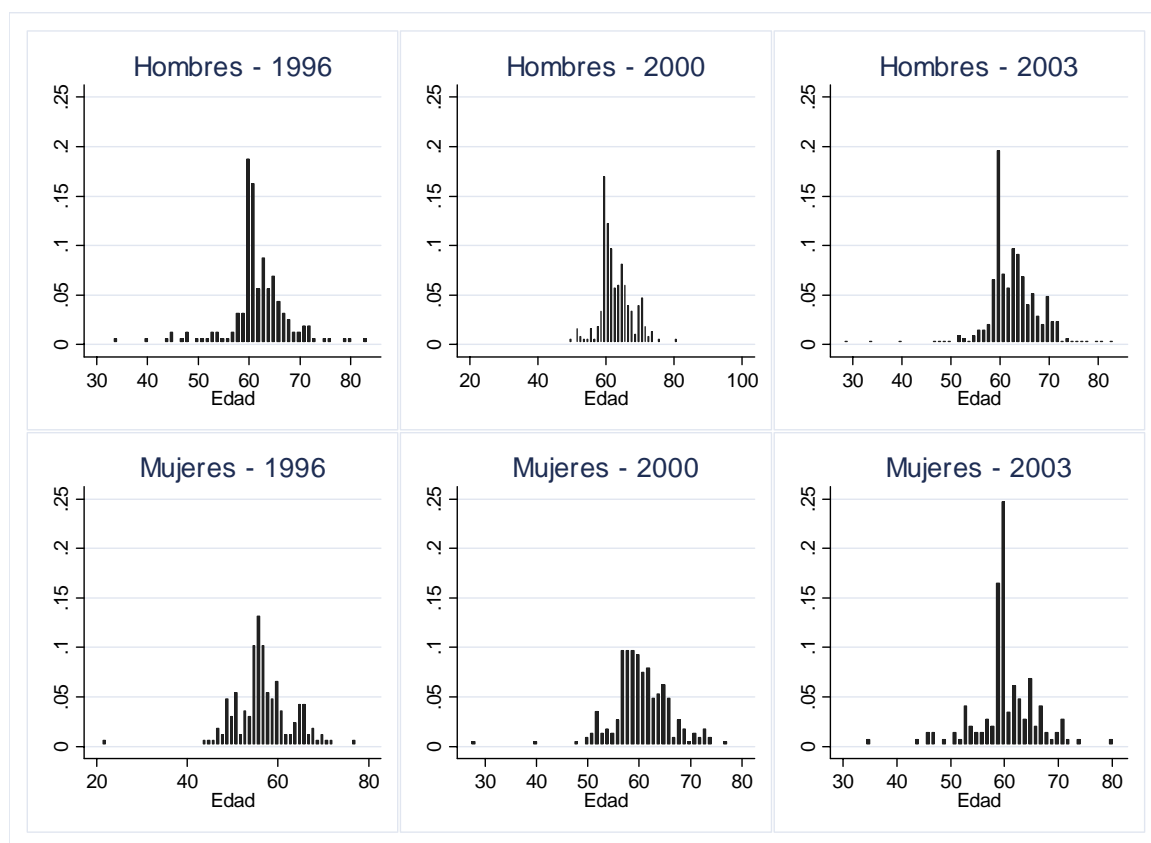 Hombres - 1996
.25
.2
.15
.1
.05
0
30 40 50 60 70 80
Edad
Hombres - 2000
.25
.2
.15
.1
.05
0
20 40 60 80 100
Edad
Hombres - 2003
.25
.2
.15
.1
.05
0
30 40 50 60 70 80
Edad
Mujeres - 1996
.25
.2
.15
.1
.05
0
20 40 60 80
Edad
Mujeres - 2000
.25
.2
.15
.1
.05
0
30 40 50 60 70 80
Edad
Mujeres - 2003
.25
.2
.15
.1
.05
0
30 40 50 60 70 80
Edad